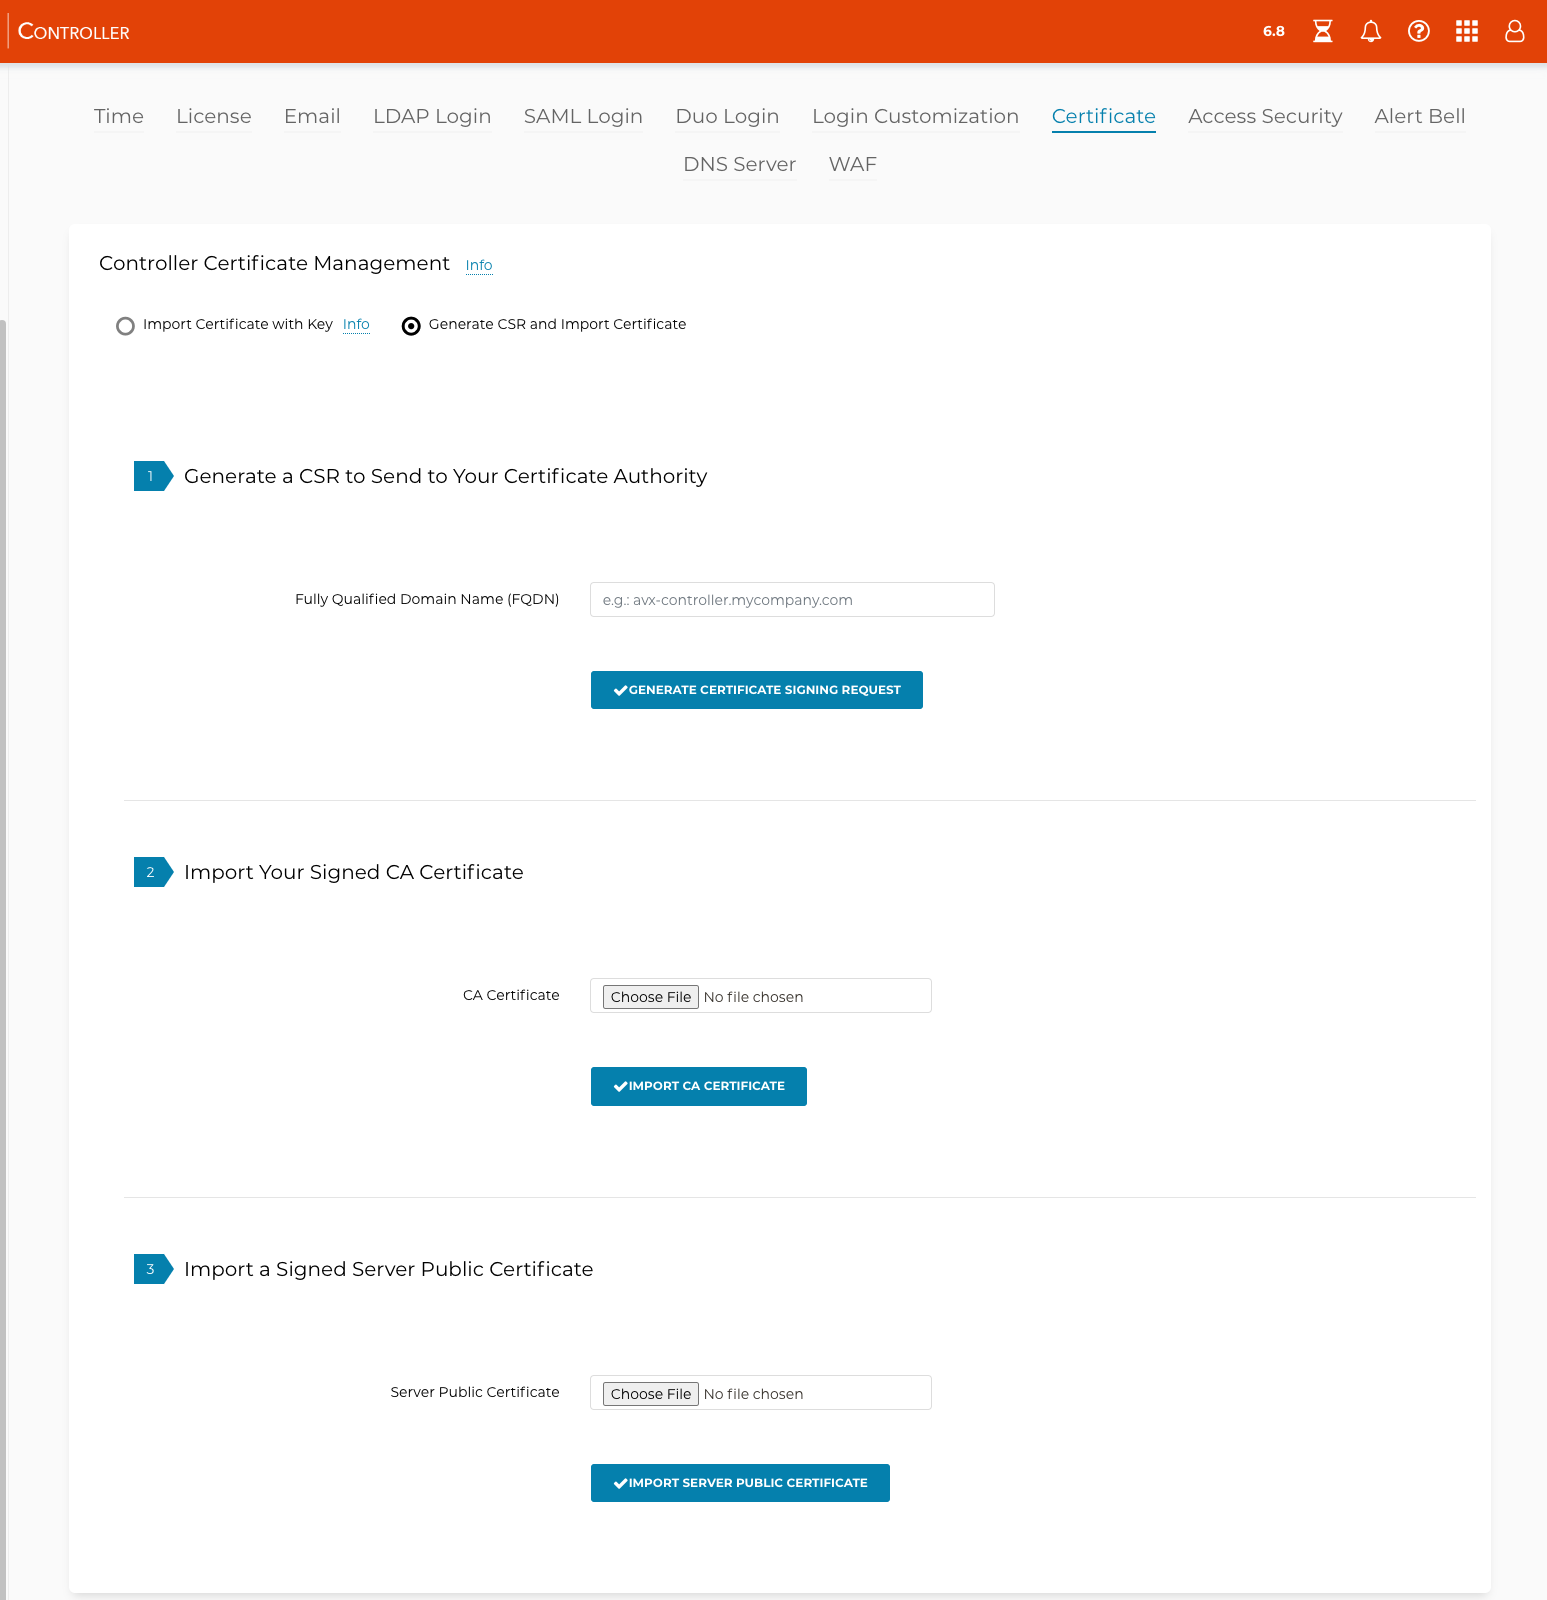 CONTROLLER
6.8
Time License Email LDAP Login SAML Login Duo Login Login Customization Certificate Access Security Alert Bell
DNS Server WAF
Controller Certificate Management Info
Import Certificate with Key Info Generate CSR and Import Certificate
1 Generate a CSR to Send to Your Certificate Authority
Fully Qualified Domain Name (FQDN) e.g.: avx-controller.mycompany.com
GENERATE CERTIFICATE SIGNING REQUEST
2 Import Your Signed CA Certificate
CA Certificate Choose File No file chosen
IMPORT CA CERTIFICATE
3 Import a Signed Server Public Certificate
Server Public Certificate Choose File No file chosen
IMPORT SERVER PUBLIC CERTIFICATE